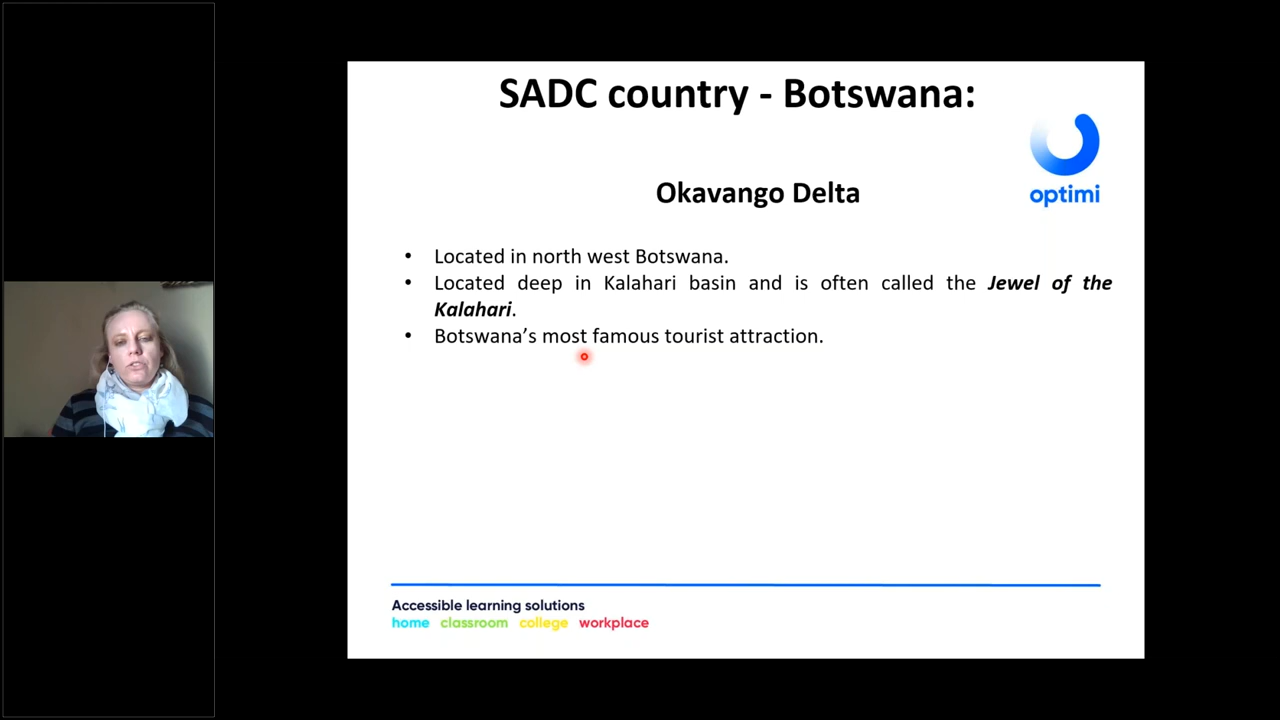 SADC country - Botswana:
optimi
Okavango Delta
• Located in north west Botswana.
• Located deep in Kalahari basin and is often called the Jewel of the
Kalahari.
• Botswana’s most famous tourist attraction.
Accessible learning solutions
home classroom college workplace